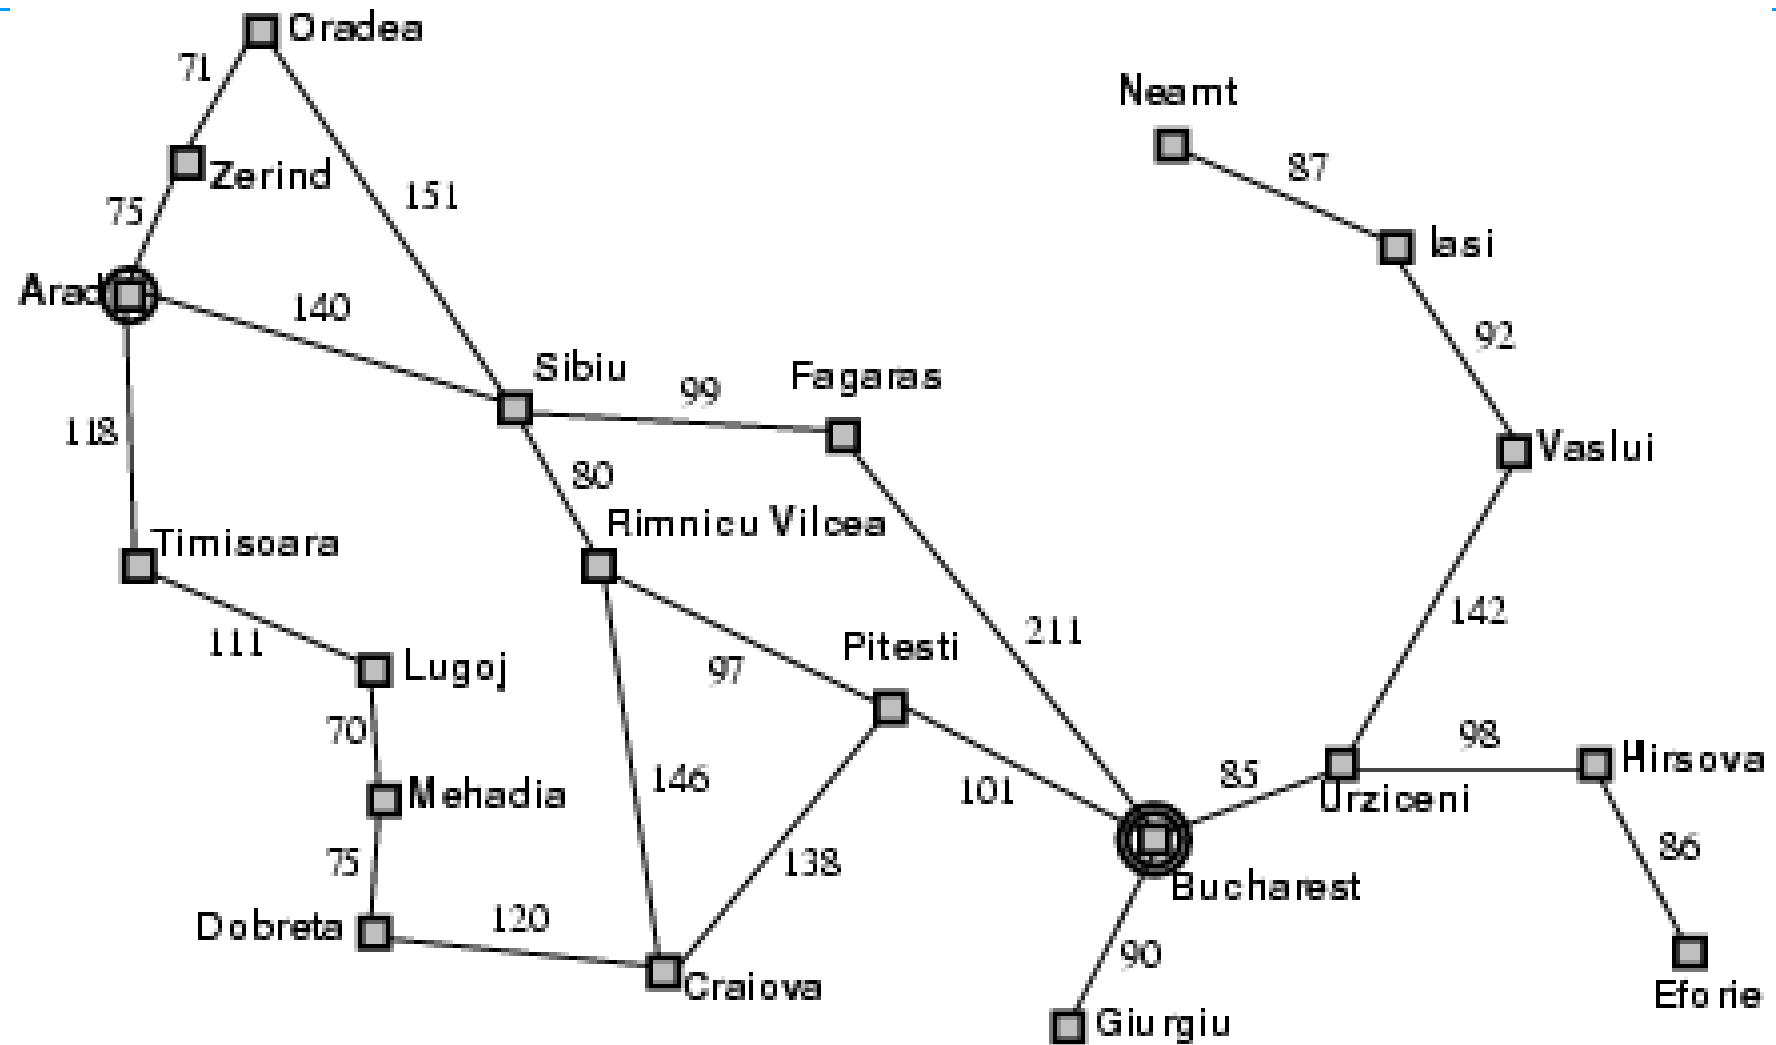 Oradea
71
Neamt
87
Zerind
151
75
Iasi
Arad
140
92
Sibiu
Fagaras
99
118
Vaslui
80
Rimnicu Vilcea
Timisoara
142
211
111
Pitesti
Lugoj
97
70
98
Hirsova
146
85
Mehadia
101
Urziceni
86
75
138
Bucharest
Dobreta
120
90
Craiova
Eforie
Giurgiu